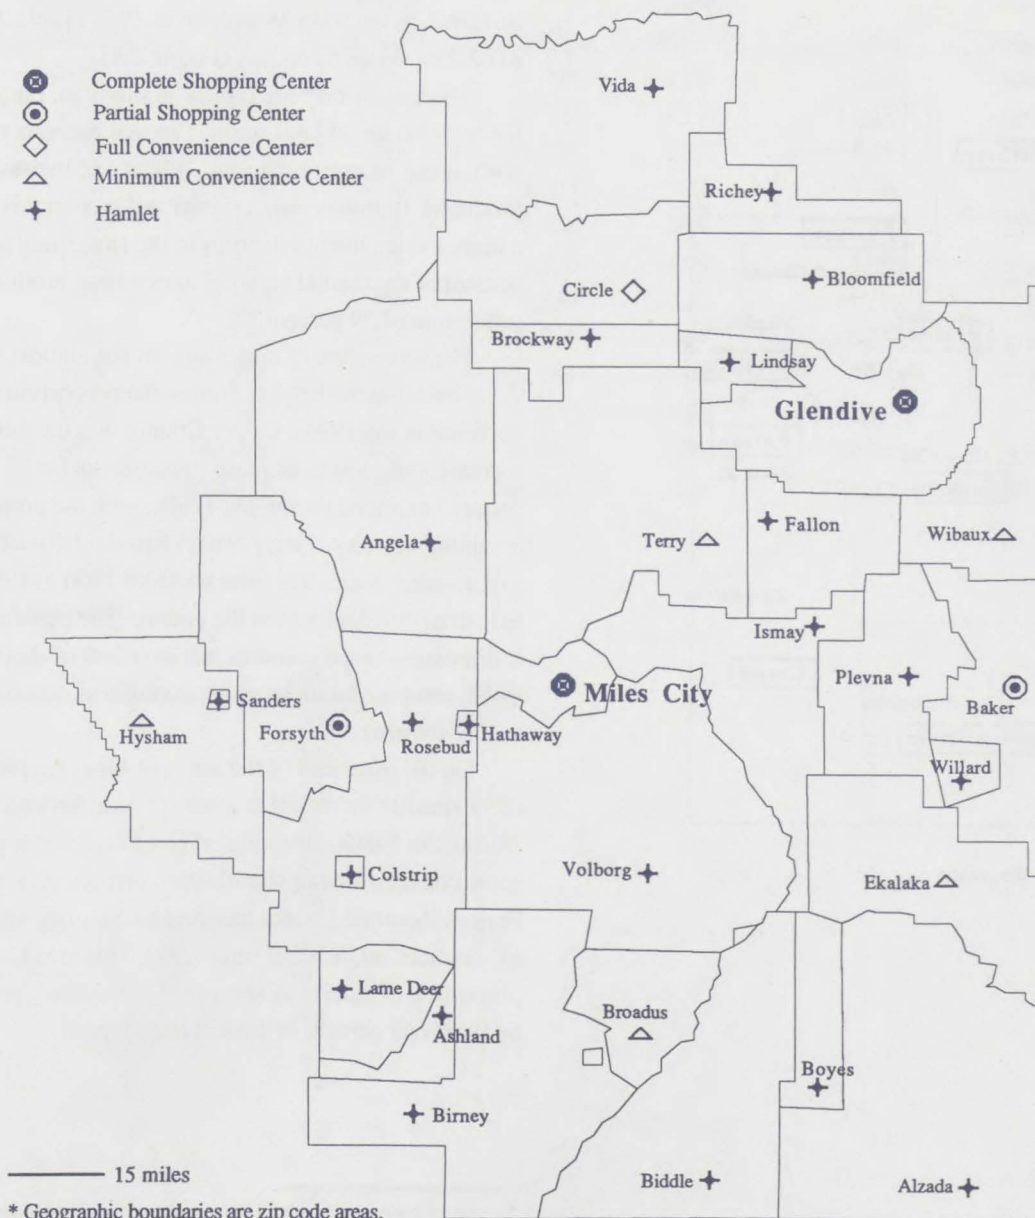 Complete Shopping Center
Partial Shopping Center
Full Convenience Center
Minimum Convenience Center
Hamlet
Vida
Richey
Circle
Bloomfield
Brockway
Lindsay
Glendive
Angela
Terry
Fallon
Wibaux
Ismay
Plevna
Baker
Sanders
Miles City
Hysham
Forsyth
Rosebud
Hathaway
Willard
Colstrip
Volborg
Ekalaka
Lame Deer
Ashland
Broadus
Boyes
Birney
15 miles
Biddle
Alzada
* Geographic boundaries are zip code areas.